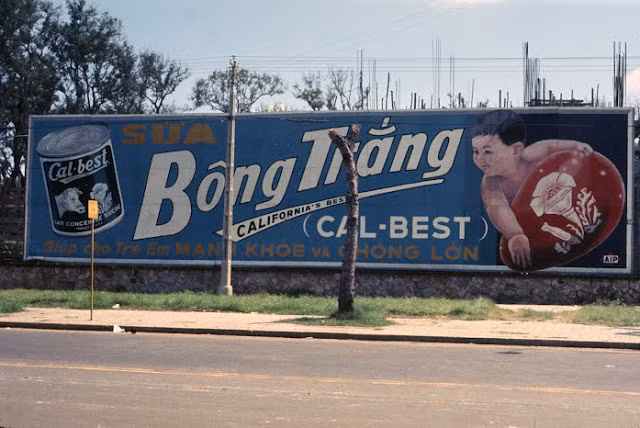 SỮA
Bông Trắng
Cal-best
CALIFORNIA'S BEST
(CAL-BEST)
Giúp cho Trẻ Em MẠNH KHỎE VÀ CHÓNG LỚN
AIP